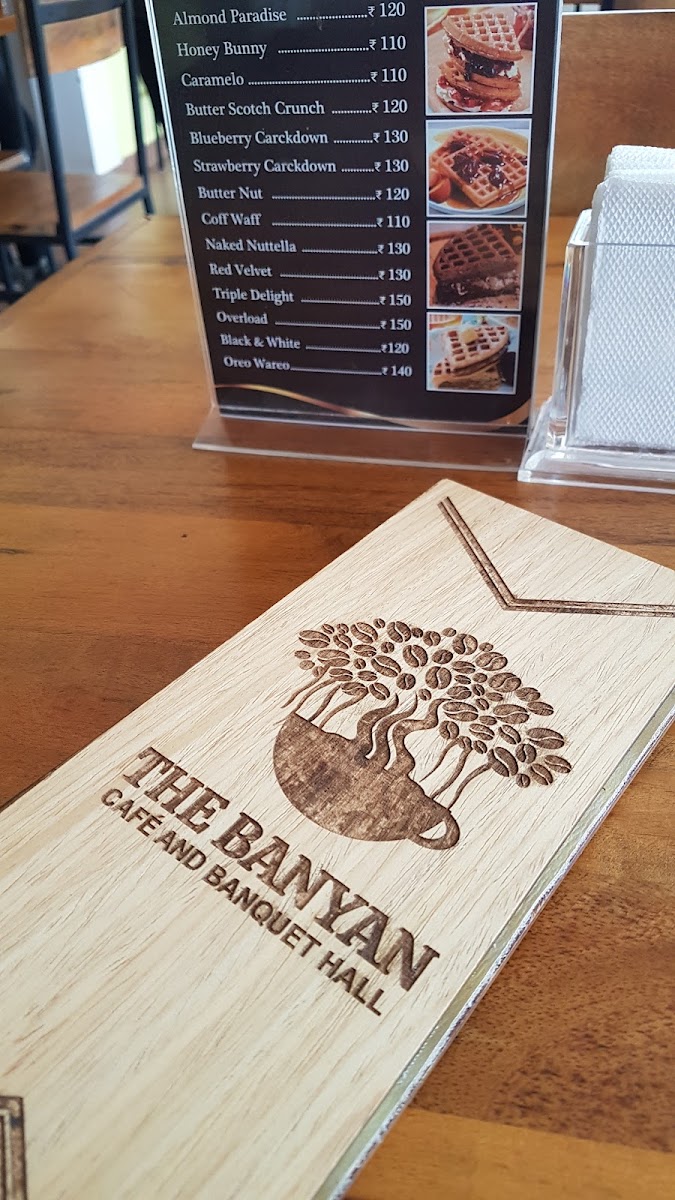 Almond Paradise ........................₹ 120
Honey Bunny ..............................₹ 110
Caramelo ........................................₹ 110
Butter Scotch Crunch .............₹ 120
Blueberry Carckdown .............₹ 130
Strawberry Carckdown ..........₹ 130
Butter Nut ...................................₹ 120
Coff Waff .....................................₹ 110
Naked Nuttella ..........................₹ 130
Red Velvet ...................................₹ 130
Triple Delight ............................₹ 150
Overload .....................................₹ 150
Black & White ..........................₹120
Oreo Wareo...............................₹ 140
THE BANYAN
CAFÉ AND BANQUET HALL